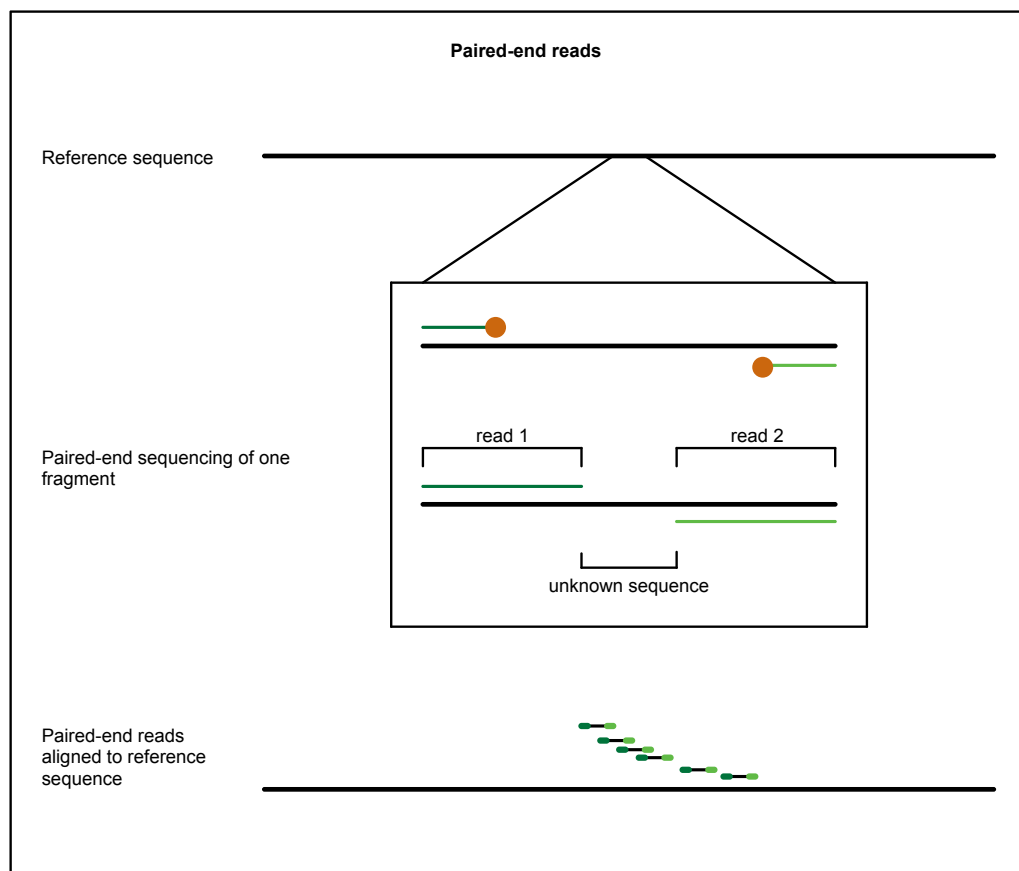 Paired-end reads
Reference sequence
read 1
read 2
Paired-end sequencing of one
fragment
unknown sequence
Paired-end reads
aligned to reference
sequence